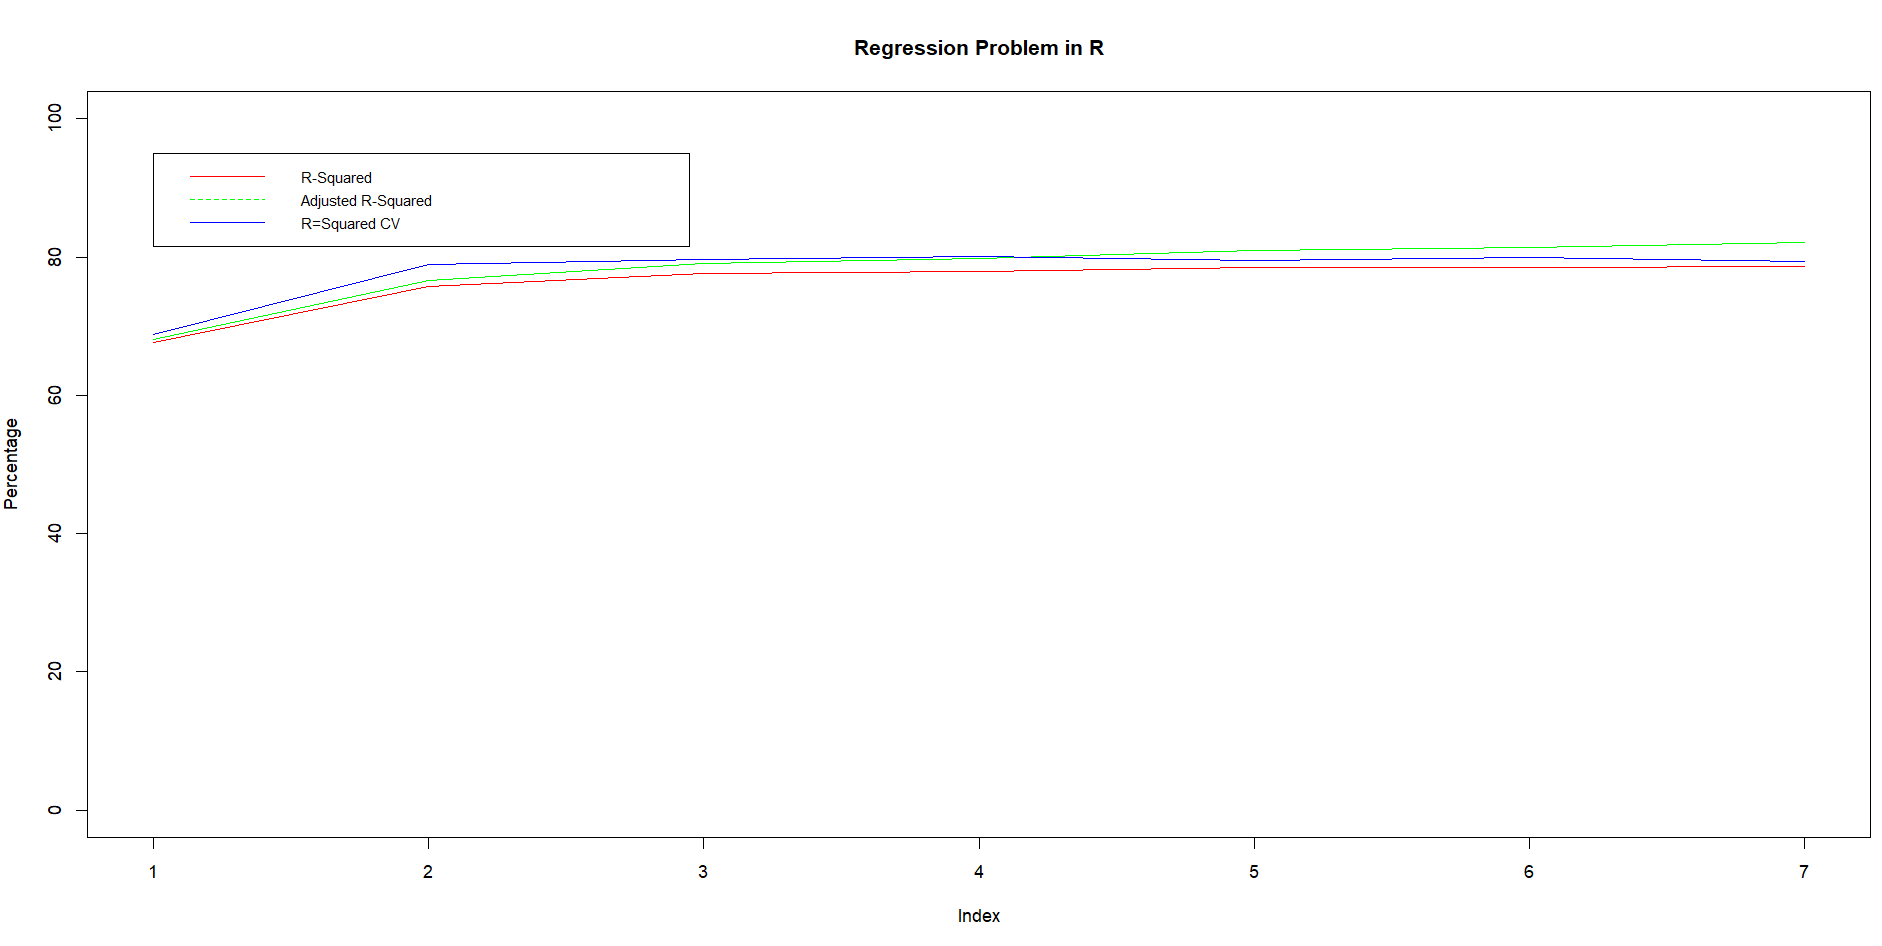 Regression Problem in R
100
80
60
40
20
0
Percentage
R-Squared
Adjusted R-Squared
R=Squared CV
1 2 3 4 5 6 7
Index